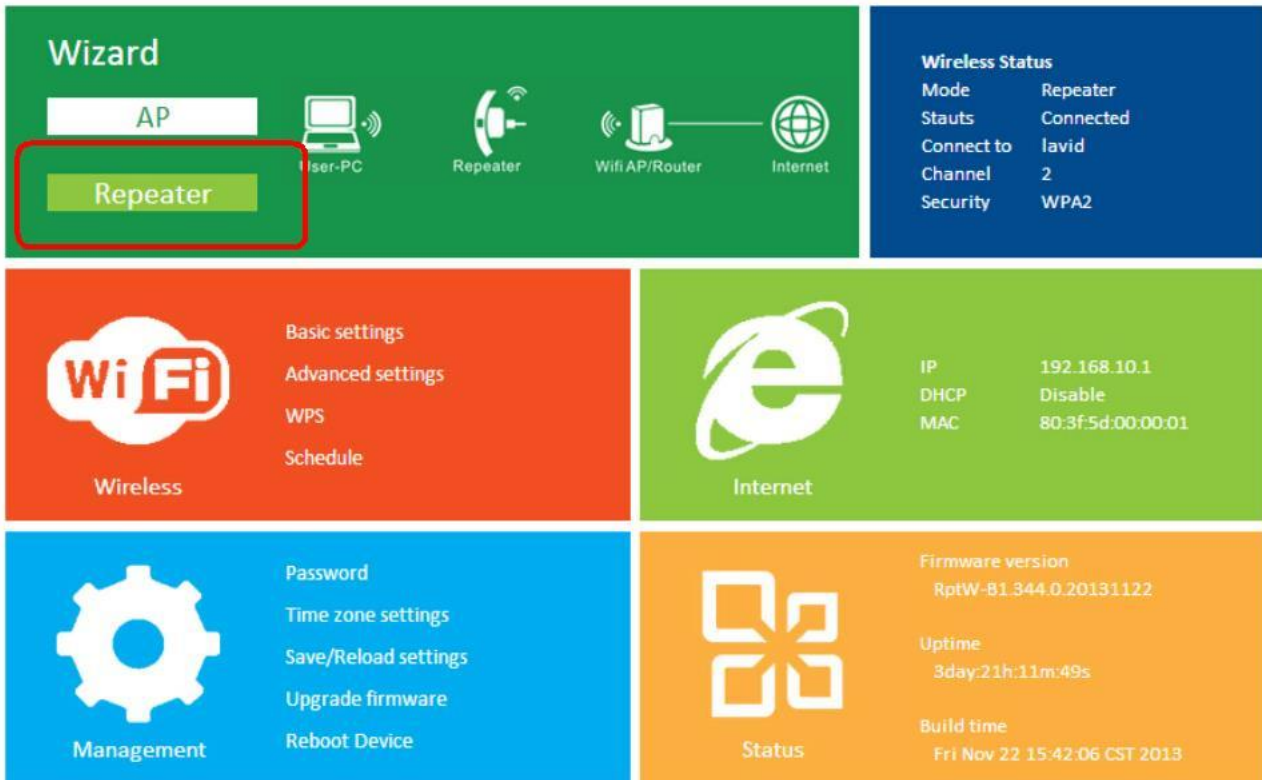 Wizard
AP
Repeater
User-PC
Repeater
Wifi AP/Router
Internet
Wireless Status
Mode Repeater
Stauts Connected
Connect to lavid
Channel 2
Security WPA2
Wi Fi
Wireless
Basic settings
Advanced settings
WPS
Schedule
Internet
IP 192.168.10.1
DHCP Disable
MAC 80:3f:5d:00:00:01
Management
Password
Time zone settings
Save/Reload settings
Upgrade firmware
Reboot Device
Status
Firmware version
RptW-B1.344.0.20131122
Uptime
3day:21h:11m:49s
Build time
Fri Nov 22 15:42:06 CST 2013